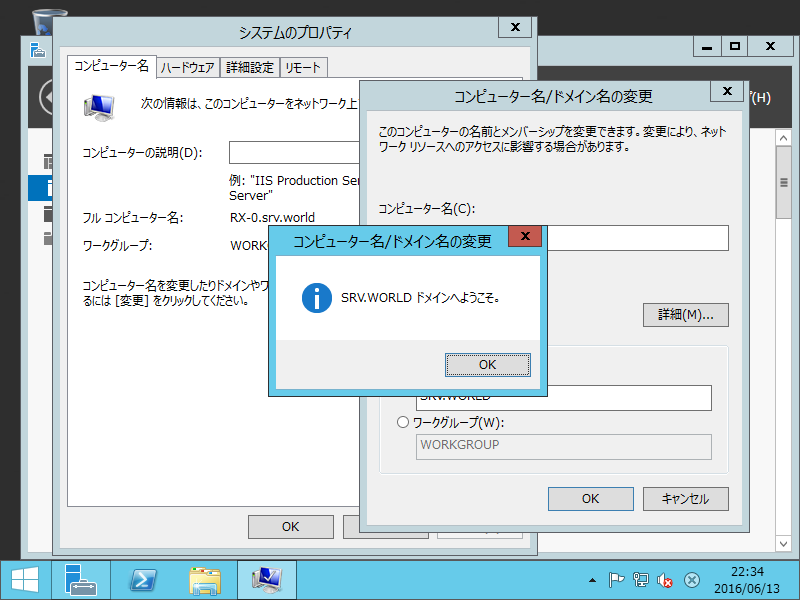 システムのプロパティ
コンピューター名
ハードウェア
詳細設定
リモート
次の情報は、このコンピューターをネットワーク上
コンピューターの説明(D):
例: "IIS Production Ser
Server"
フル コンピューター名:
RX-0.srv.world
ワークグループ:
WORK
コンピューター名を変更したりドメインやワ
るには [変更] をクリックしてください。
OK
(H)
コンピューター名/ドメイン名の変更
このコンピューターの名前とメンバーシップを変更できます。変更により、ネット
ワーク リソースへのアクセスに影響する場合があります。
コンピューター名(C):
詳細(M)...
SRV.WORLD
ワークグループ(W):
WORKGROUP
OK
キャンセル
コンピューター名/ドメイン名の変更
SRV.WORLD ドメインへようこそ。
OK
22:34
2016/06/13